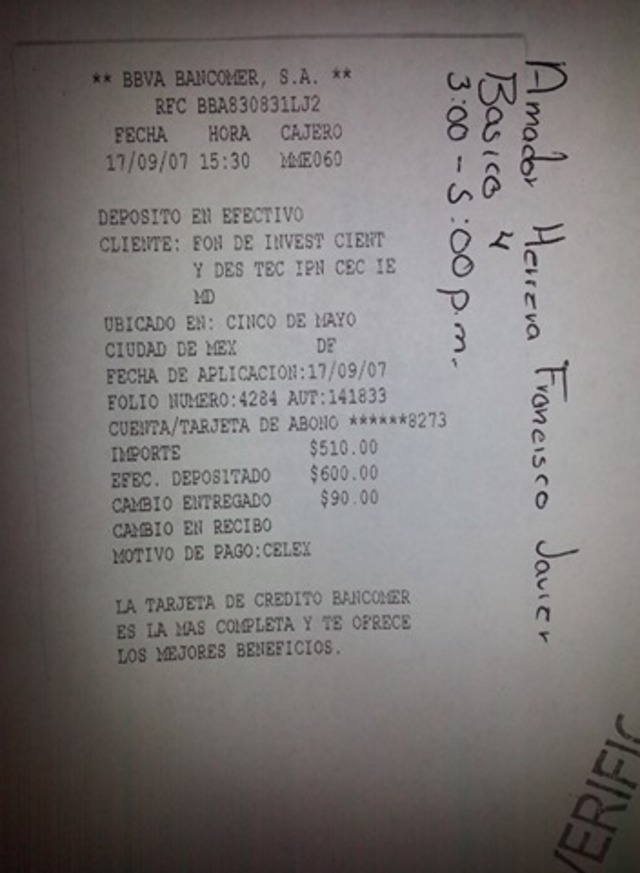 ** BBVA BANCOMER, S.A. **
RFC BBA830831LJ2
FECHA HORA CAJERO
17/09/07 15:30 MME060
DEPOSITO EN EFECTIVO
CLIENTE: FON DE INVEST CIENT
Y DES TEC IPN CEC IE
MD
UBICADO EN: CINCO DE MAYO
CIUDAD DE MEX DF
FECHA DE APLICACION:17/09/07
FOLIO NUMERO:4284 AUT:141833
CUENTA/TARJETA DE ABONO ******8273
IMPORTE $510.00
EFEC. DEPOSITADO $600.00
CAMBIO ENTREGADO $90.00
CAMBIO EN RECIBO
MOTIVO DE PAGO:CELEX
LA TARJETA DE CREDITO BANCOMER
ES LA MAS COMPLETA Y TE OFRECE
LOS MEJORES BENEFICIOS.
Amador Herrera Francisco Javier
Basico 4
3:00 - 5:00 p.m.
VERIFIC